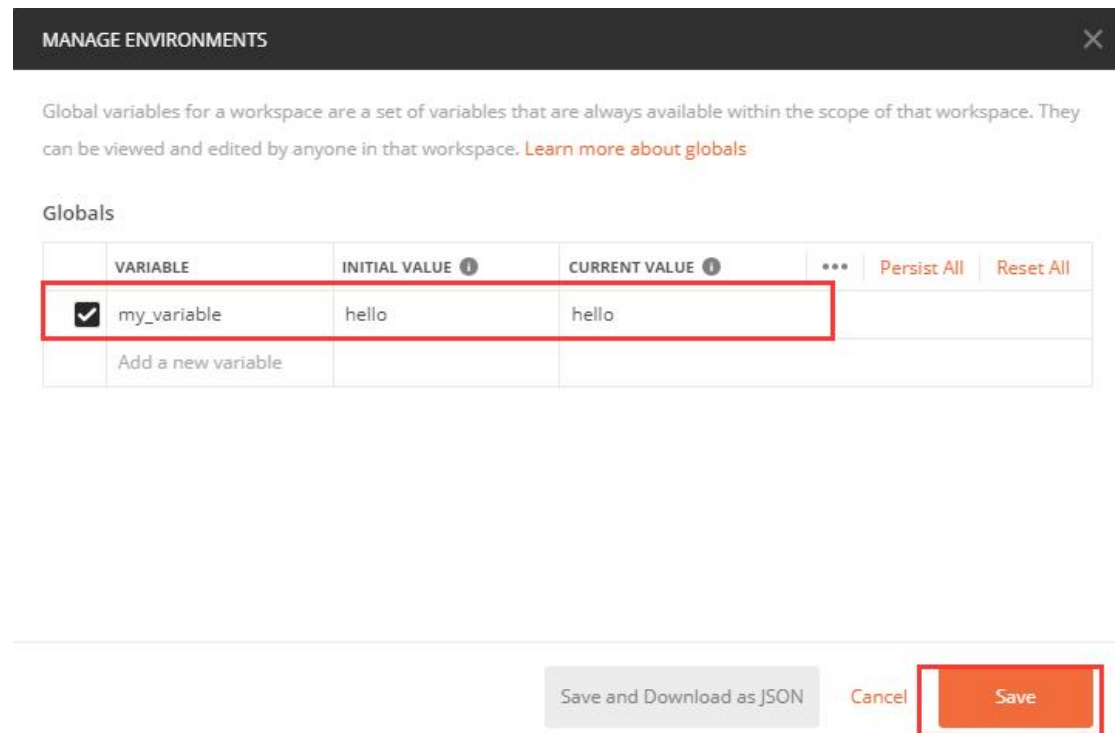 MANAGE ENVIRONMENTS
Global variables for a workspace are a set of variables that are always available within the scope of that workspace. They
can be viewed and edited by anyone in that workspace. Learn more about globals
Globals
VARIABLE INITIAL VALUE CURRENT VALUE ••• Persist All Reset All
my_variable hello hello
Add a new variable
Save and Download as JSON Cancel Save